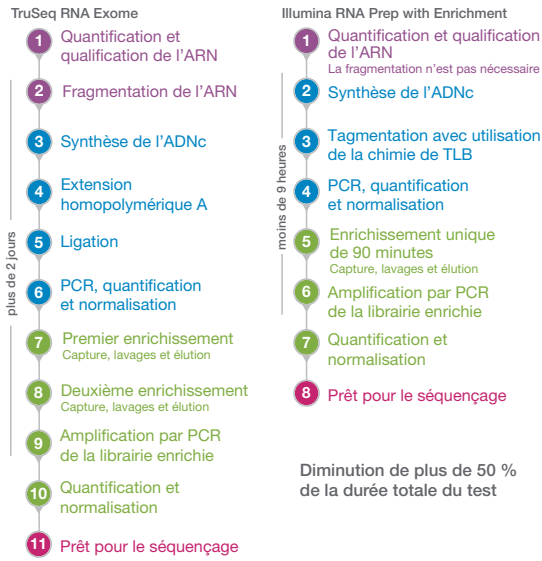 TruSeq RNA Exome
1
Quantification et
qualification de l’ARN
2
Fragmentation de l’ARN
3
Synthèse de l’ADNc
4
Extension
homopolymérique A
5
Ligation
6
PCR, quantification
et normalisation
7
Premier enrichissement
Capture, lavages et élution
8
Deuxième enrichissement
Capture, lavages et élution
9
Amplification par PCR
de la librairie enrichie
10
Quantification et
normalisation
11
Prêt pour le séquençage
plus de 2 jours
Illumina RNA Prep with Enrichment
1
Quantification et qualification
de l’ARN
La fragmentation n’est pas nécessaire
2
Synthèse de l’ADNc
3
Tagmentation avec utilisation
de la chimie de TLB
4
PCR, quantification
et normalisation
5
Enrichissement unique
de 90 minutes
Capture, lavages et élution
6
Amplification par PCR
de la librairie enrichie
7
Quantification et
normalisation
8
Prêt pour le séquençage
moins de 9 heures
Diminution de plus de 50 %
de la durée totale du test